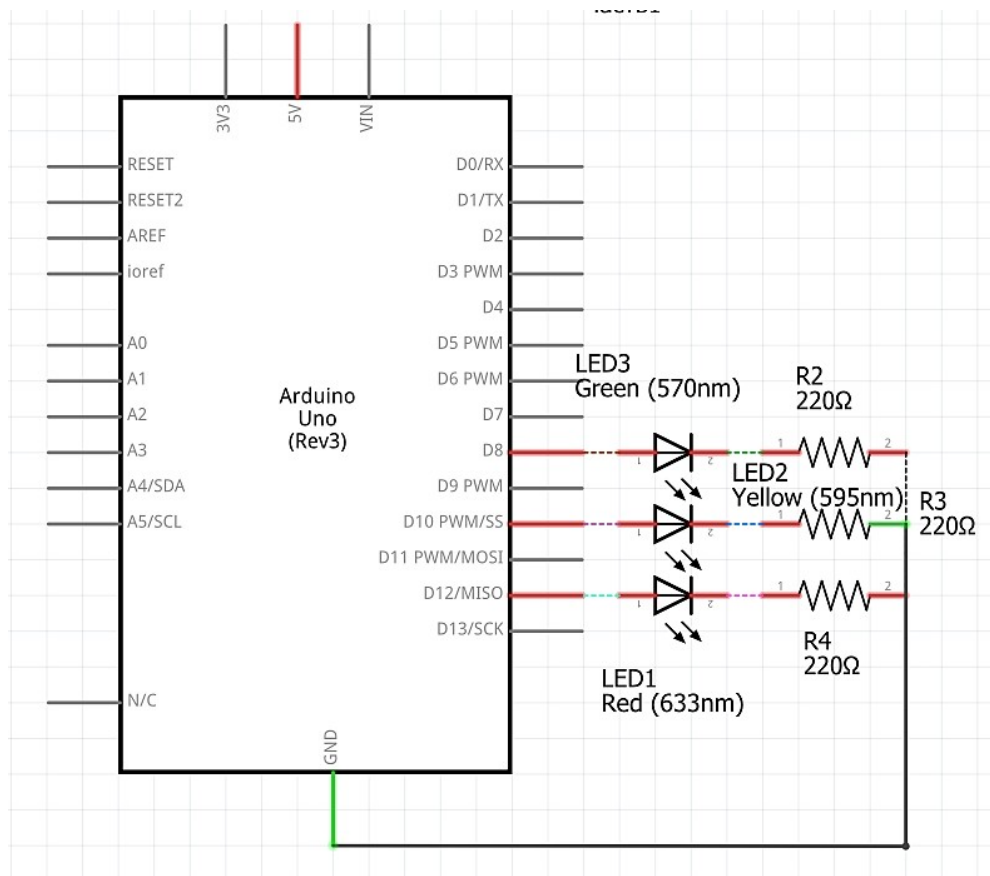 3V3
5V
VIN
RESET
RESET2
AREF
ioref
A0
A1
A2
A3
A4/SDA
A5/SCL
N/C
Arduino
Uno
(Rev3)
D0/RX
D1/TX
D2
D3 PWM
D4
D5 PWM
D6 PWM
D7
D8
D9 PWM
D10 PWM/SS
D11 PWM/MOSI
D12/MISO
D13/SCK
GND
LED3
Green (570nm)
R2
220Ω
1
2
1
2
LED2
Yellow (595nm)
R3
220Ω
1
2
1
2
1
2
1
2
R4
220Ω
LED1
Red (633nm)